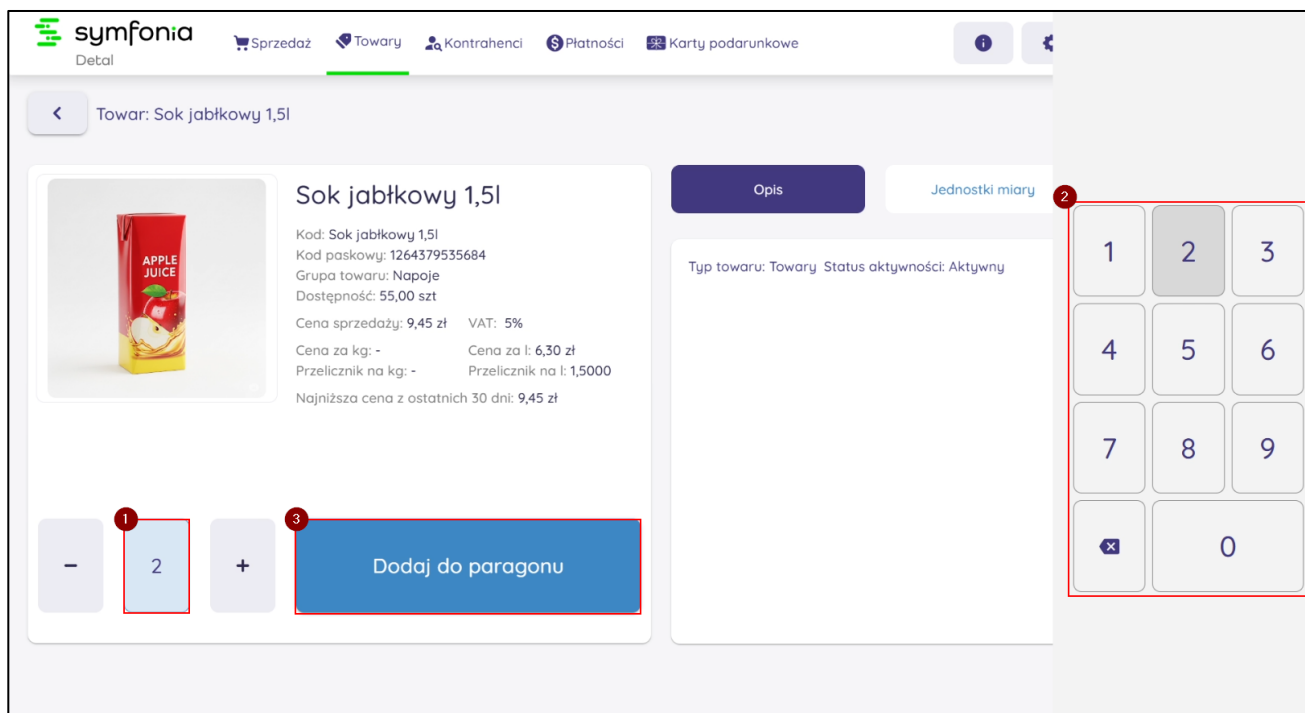 symfonia
Detal
Sprzedaż Towary Kontrahenci Płatności Karty podarunkowe
Towar: Sok jabłkowy 1,5l
APPLE
JUICE
Sok jabłkowy 1,5l
Kod: Sok jabłkowy 1,5l
Kod paskowy: 1264379535684
Grupa towaru: Napoje
Dostępność: 55,00 szt
Cena sprzedaży: 9,45 zł VAT: 5%
Cena za kg: - Cena za l: 6,30 zł
Przelicznik na kg: - Przelicznik na l: 1,5000
Najniższa cena z ostatnich 30 dni: 9,45 zł
1
- 2 +
3
Dodaj do paragonu
Opis Jednostki miary
Typ towaru: Towary Status aktywności: Aktywny
2
1 2 3
4 5 6
7 8 9
0